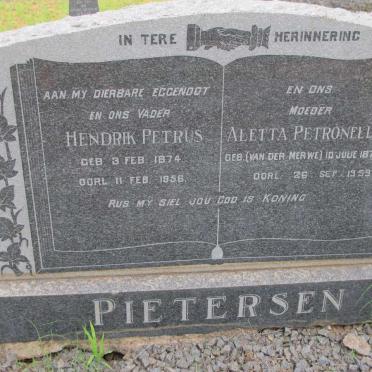 IN TERE HERINNERING
AAN MY DIERBARE EGGENOOT
EN ONS VADER
HENDRIK PETRUS
GEB. 3 FEB. 1874
OORL. 11 FEB. 1956.
EN ONS
MOEDER
ALETTA PETRONELL
GEB (VAN DER MERWE) 10 JULIE 18
OORL. 26 SEP. 1959
RUS MY SIEL JOU GOD IS KONING
PIETERSEN